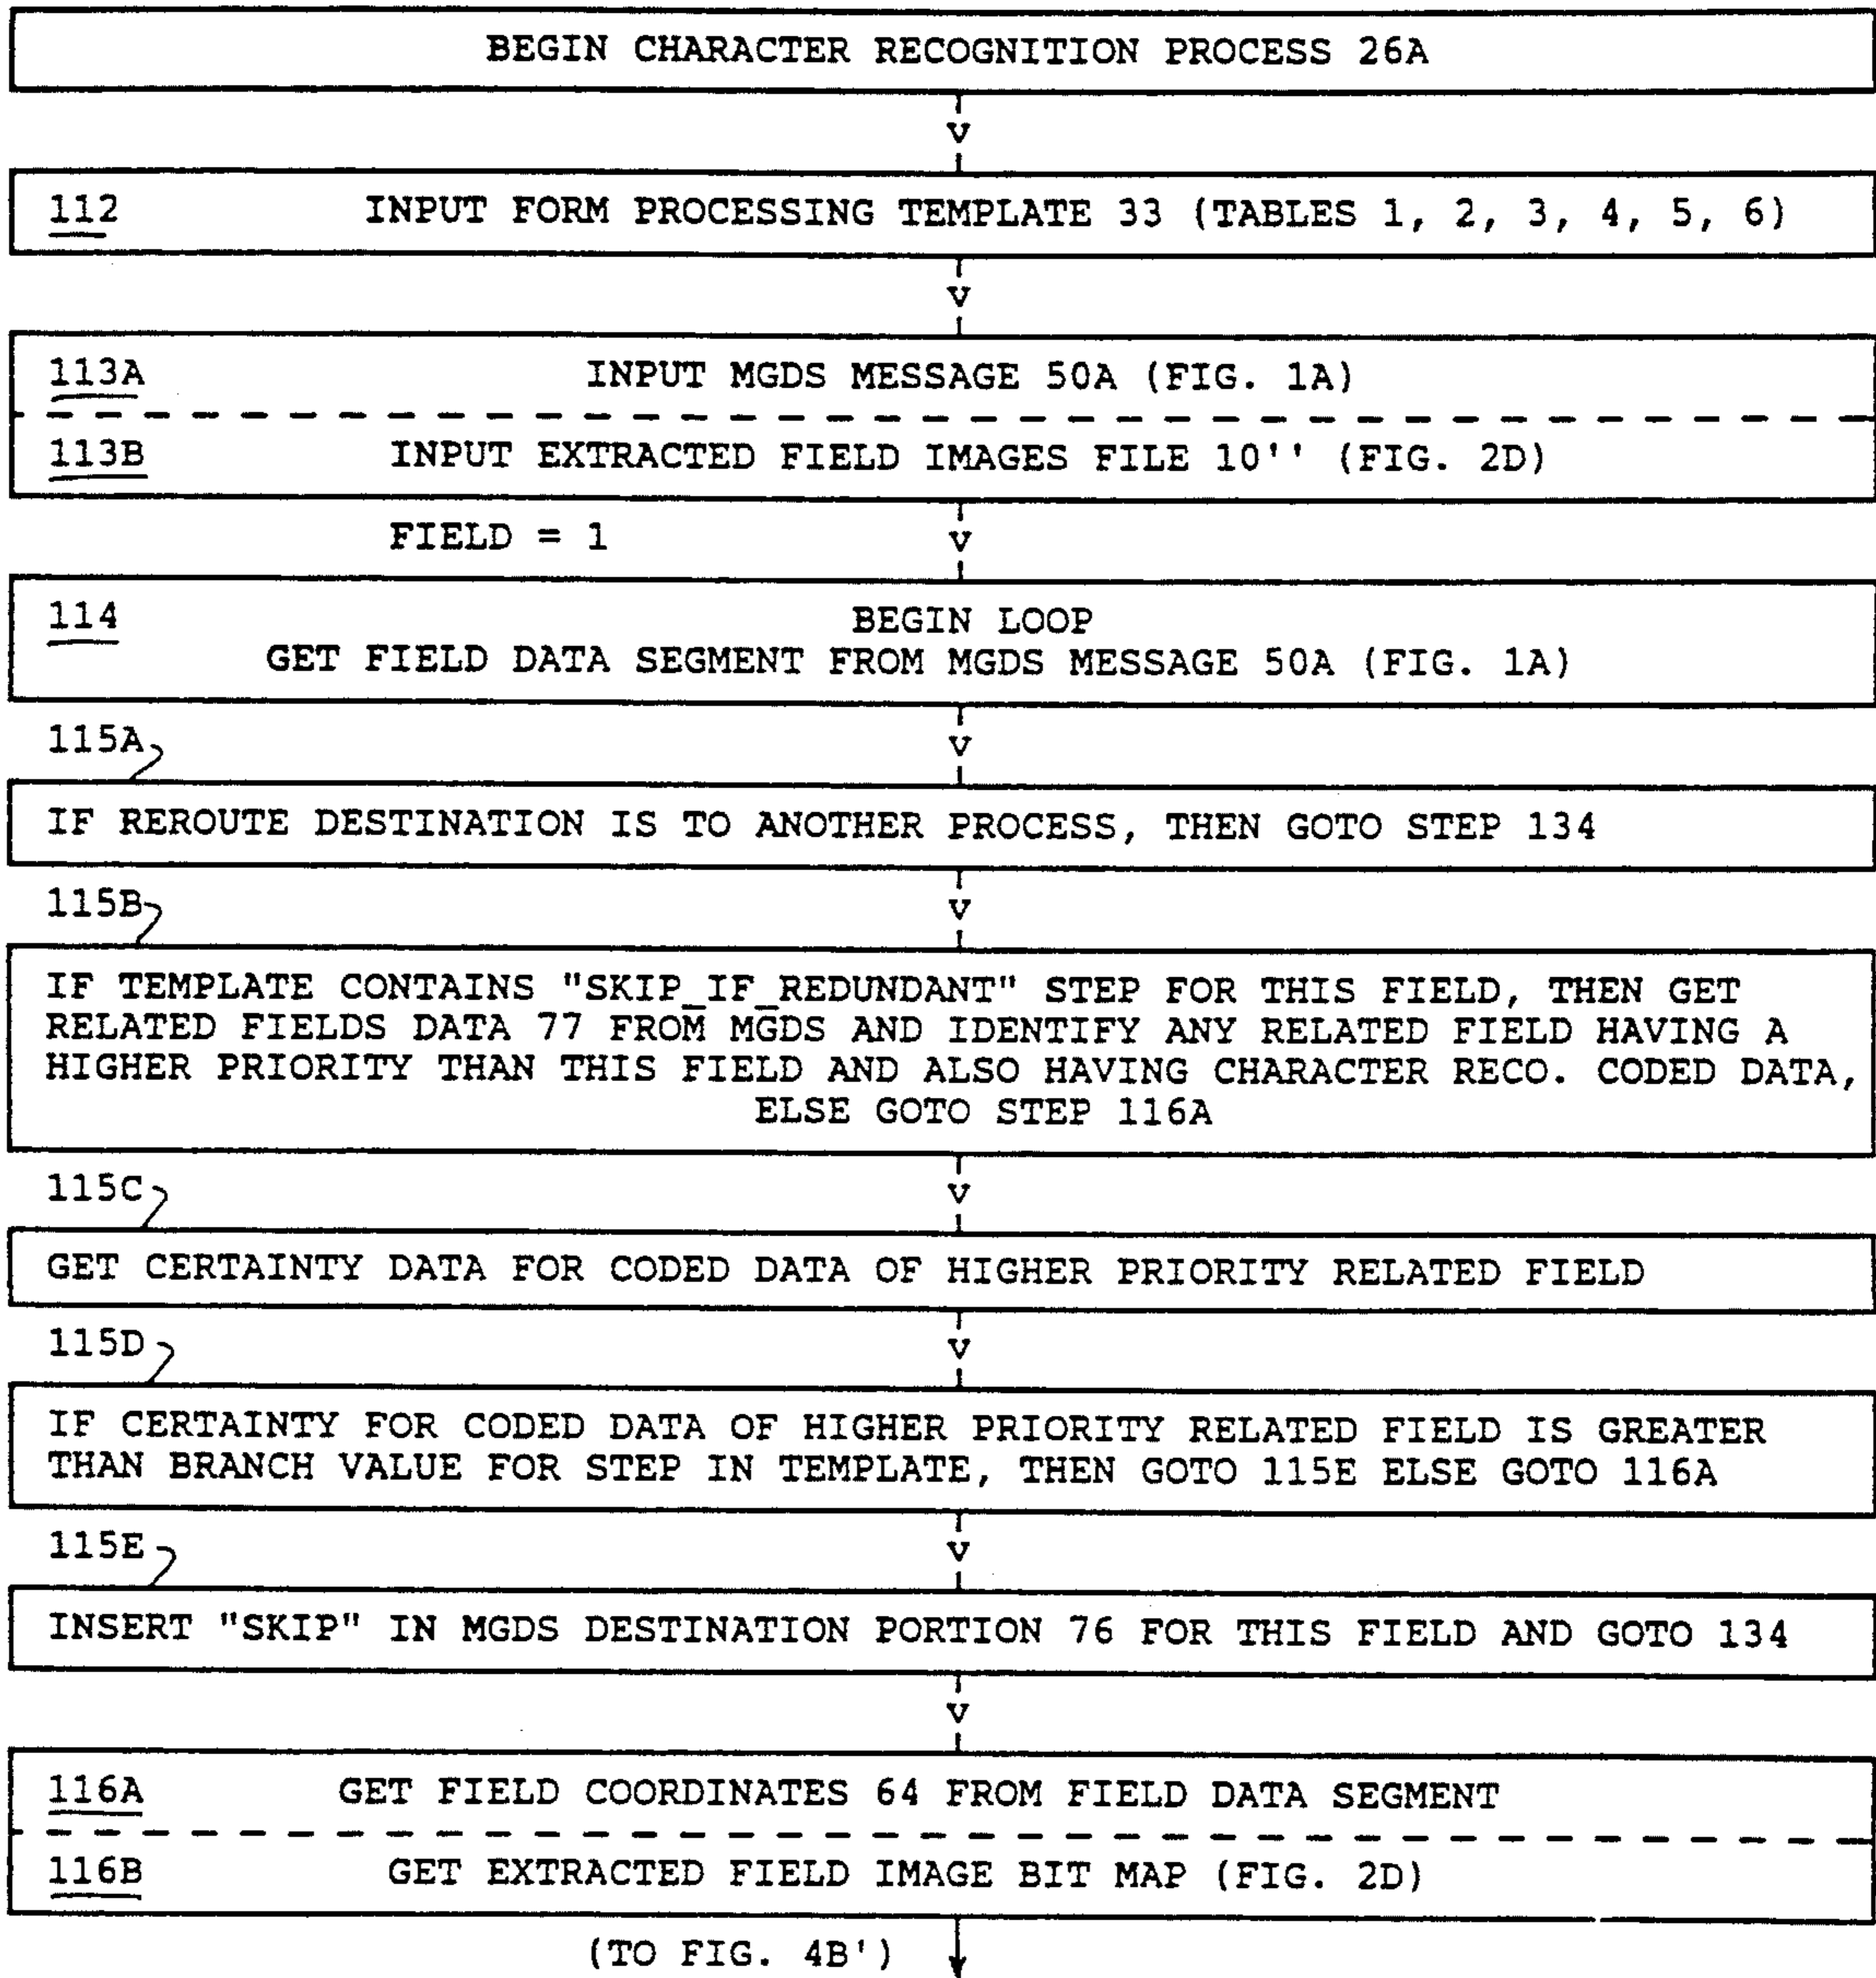 BEGIN CHARACTER RECOGNITION PROCESS 26A
112 INPUT FORM PROCESSING TEMPLATE 33 (TABLES 1, 2, 3, 4, 5, 6)
113A INPUT MGDS MESSAGE 50A (FIG. 1A)
113B INPUT EXTRACTED FIELD IMAGES FILE 10'' (FIG. 2D)
FIELD = 1
114 BEGIN LOOP
GET FIELD DATA SEGMENT FROM MGDS MESSAGE 50A (FIG. 1A)
115A
IF REROUTE DESTINATION IS TO ANOTHER PROCESS, THEN GOTO STEP 134
115B
IF TEMPLATE CONTAINS "SKIP_IF_REDUNDANT" STEP FOR THIS FIELD, THEN GET
RELATED FIELDS DATA 77 FROM MGDS AND IDENTIFY ANY RELATED FIELD HAVING A
HIGHER PRIORITY THAN THIS FIELD AND ALSO HAVING CHARACTER RECO. CODED DATA,
ELSE GOTO STEP 116A
115C
GET CERTAINTY DATA FOR CODED DATA OF HIGHER PRIORITY RELATED FIELD
115D
IF CERTAINTY FOR CODED DATA OF HIGHER PRIORITY RELATED FIELD IS GREATER
THAN BRANCH VALUE FOR STEP IN TEMPLATE, THEN GOTO 115E ELSE GOTO 116A
115E
INSERT "SKIP" IN MGDS DESTINATION PORTION 76 FOR THIS FIELD AND GOTO 134
116A GET FIELD COORDINATES 64 FROM FIELD DATA SEGMENT
116B GET EXTRACTED FIELD IMAGE BIT MAP (FIG. 2D)
(TO FIG. 4B')